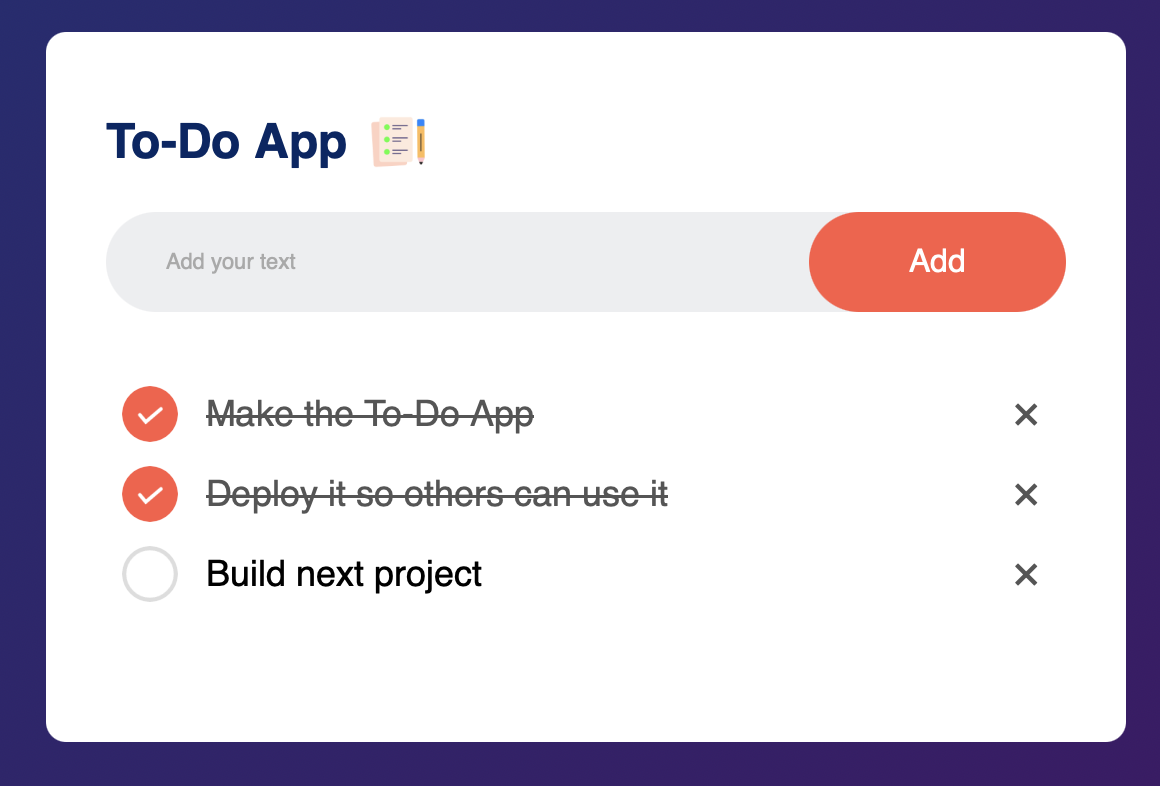 To-Do App
Add your text
Add
Make the To-Do App
Deploy it so others can use it
Build next project